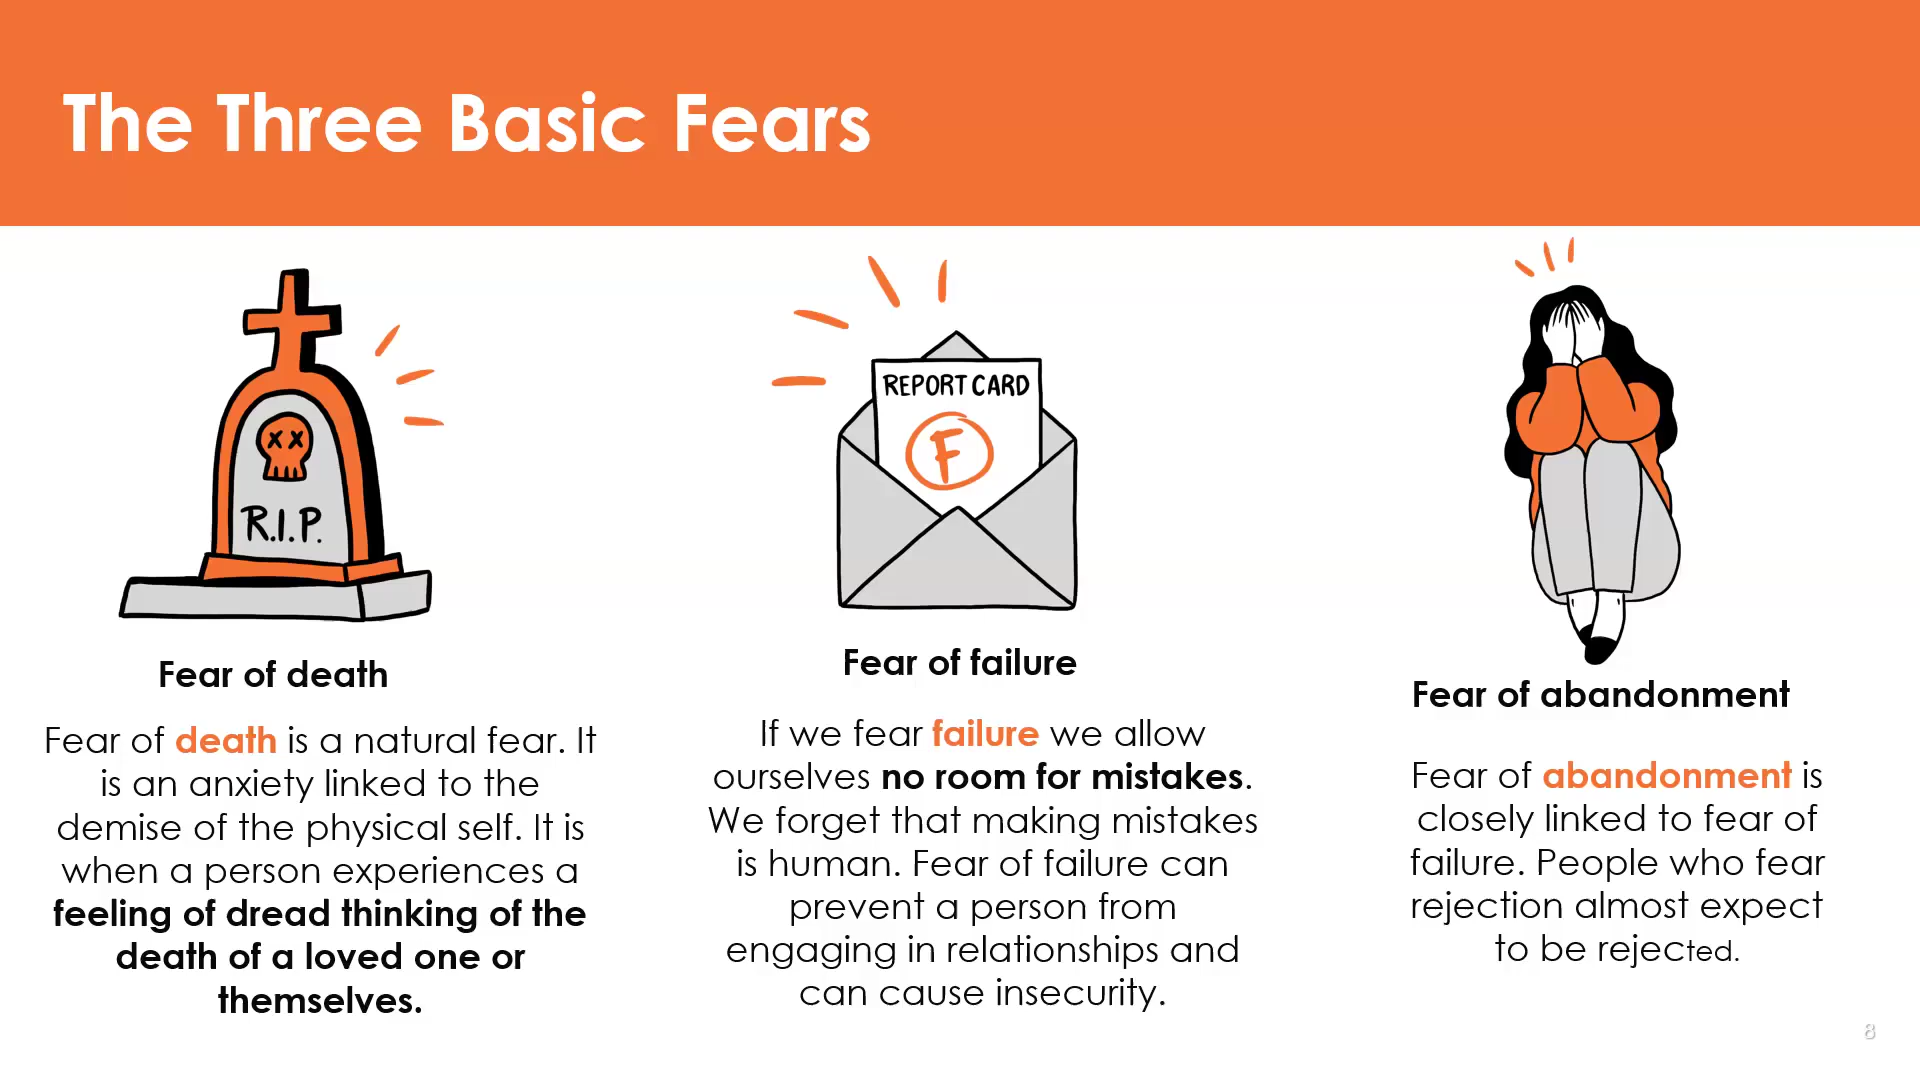 The Three Basic Fears
R.I.P.
Fear of death
Fear of death is a natural fear. It
is an anxiety linked to the
demise of the physical self. It is
when a person experiences a
feeling of dread thinking of the
death of a loved one or
themselves.
REPORT CARD
F
Fear of failure
If we fear failure we allow
ourselves no room for mistakes.
We forget that making mistakes
is human. Fear of failure can
prevent a person from
engaging in relationships and
can cause insecurity.
Fear of abandonment
Fear of abandonment is
closely linked to fear of
failure. People who fear
rejection almost expect
to be rejected.
8